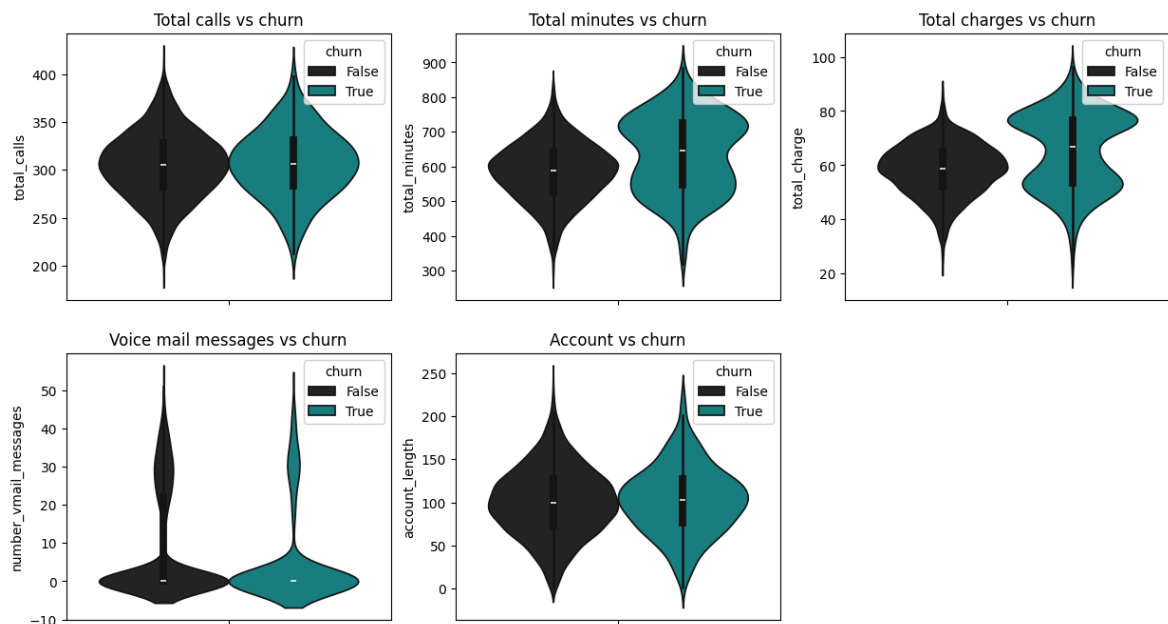 Total calls vs churn
total_calls
400
350
300
250
200
churn
False
True
Total minutes vs churn
total_minutes
900
800
700
600
500
400
300
churn
False
True
Total charges vs churn
total_charge
100
80
60
40
20
churn
False
True
Voice mail messages vs churn
number_vmail_messages
50
40
30
20
10
0
−10
churn
False
True
Account vs churn
account_length
250
200
150
100
50
0
churn
False
True